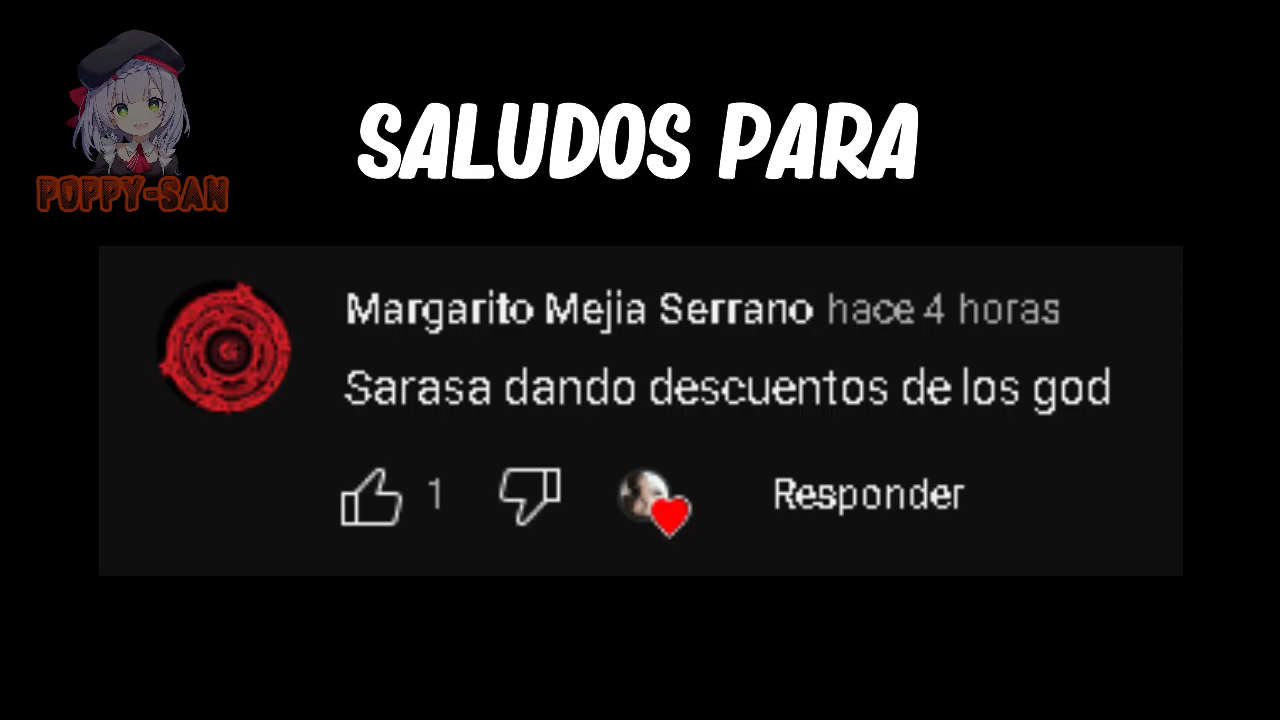 SALUDOS PARA
POPPY-SAN
Margarito Mejia Serrano hace 4 horas
Sarasa dando descuentos de los god
1
Responder